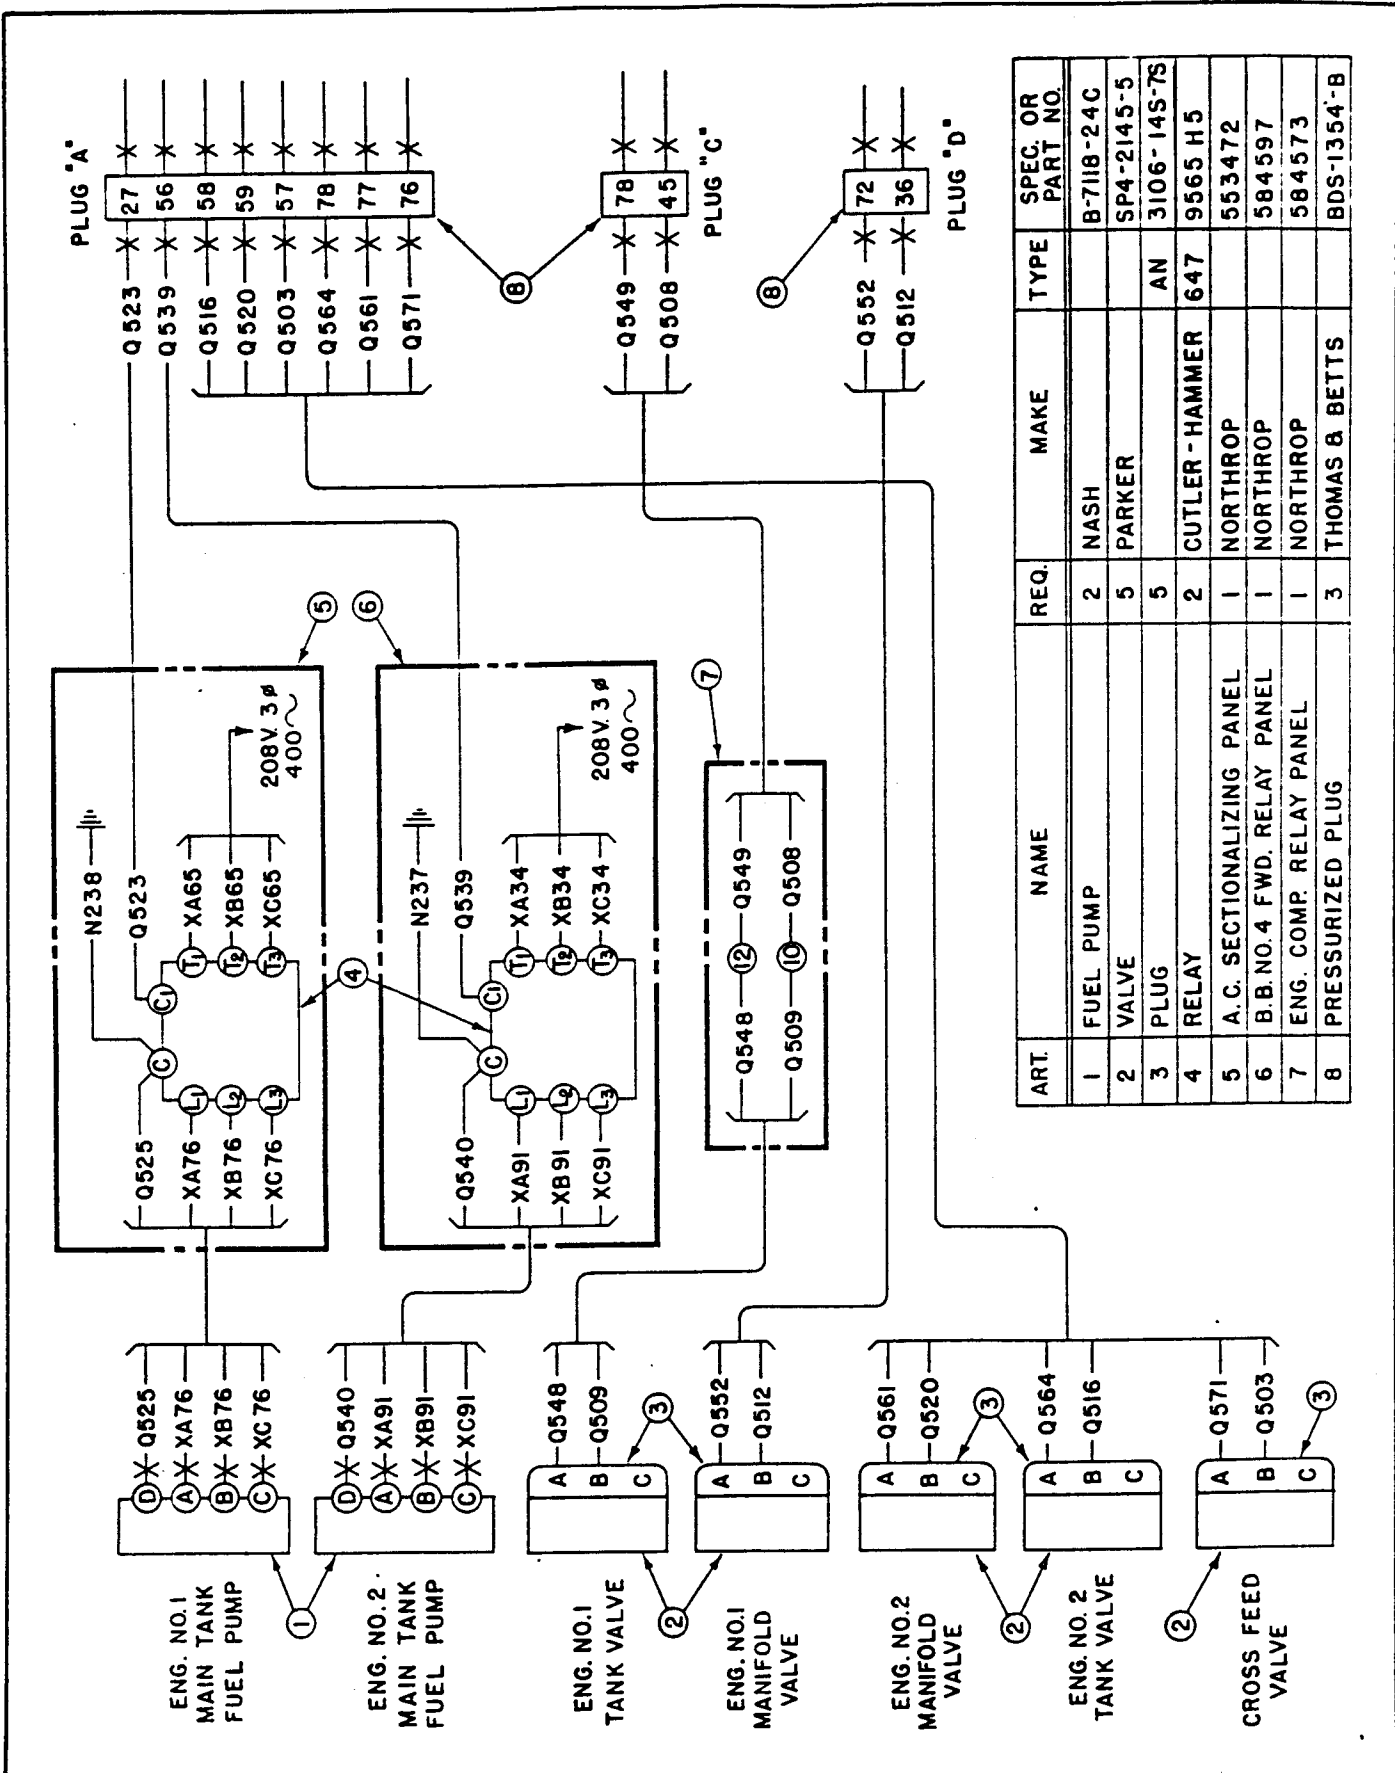 ENG. NO.1
MAIN TANK
FUEL PUMP
D Q525
A XA76
B XB76
C XC76
1
ENG. NO.2
MAIN TANK
FUEL PUMP
D Q540
A XA91
B XB91
C XC91
ENG. NO.1
TANK VALVE
A Q548
B Q509
C
2
3
ENG. NO.1
MANIFOLD
VALVE
A Q552
B Q512
C
ENG. NO.2
MANIFOLD
VALVE
A Q561
B Q520
C
2
3
ENG. NO. 2
TANK VALVE
A Q564
B Q516
C
CROSS FEED
VALVE
2
A Q571
B Q503
C
3
Q525
XA76 L1
XB76 L2
XC76 L3
C
C1
N238
Q523
T1 XA65
T2 XB65
T3 XC65
208V. 3ø
400~
5
4
6
Q540
XA91 L1
XB91 L2
XC91 L3
C
C1
N237
Q539
T1 XA34
T2 XB34
T3 XC34
208V. 3ø
400~
7
Q548 12 Q549
Q509 10 Q508
PLUG "A"
Q523 27
Q539 56
Q516 58
Q520 59
Q503 57
Q564 78
Q561 77
Q571 76
8
Q549 78
Q508 45
PLUG "C"
8
Q552 72
Q512 36
PLUG "D"
ART. NAME REQ. MAKE TYPE SPEC. OR PART NO.
1 FUEL PUMP 2 NASH B-7118-24C
2 VALVE 5 PARKER SP4-2145-5
3 PLUG 5 AN 3106-14S-7S
4 RELAY 2 CUTLER-HAMMER 647 9565 H5
5 A.C. SECTIONALIZING PANEL 1 NORTHROP 553472
6 B.B. NO.4 FWD. RELAY PANEL 1 NORTHROP 584597
7 ENG. COMP. RELAY PANEL 1 NORTHROP 584573
8 PRESSURIZED PLUG 3 THOMAS & BETTS BDS-1354-B